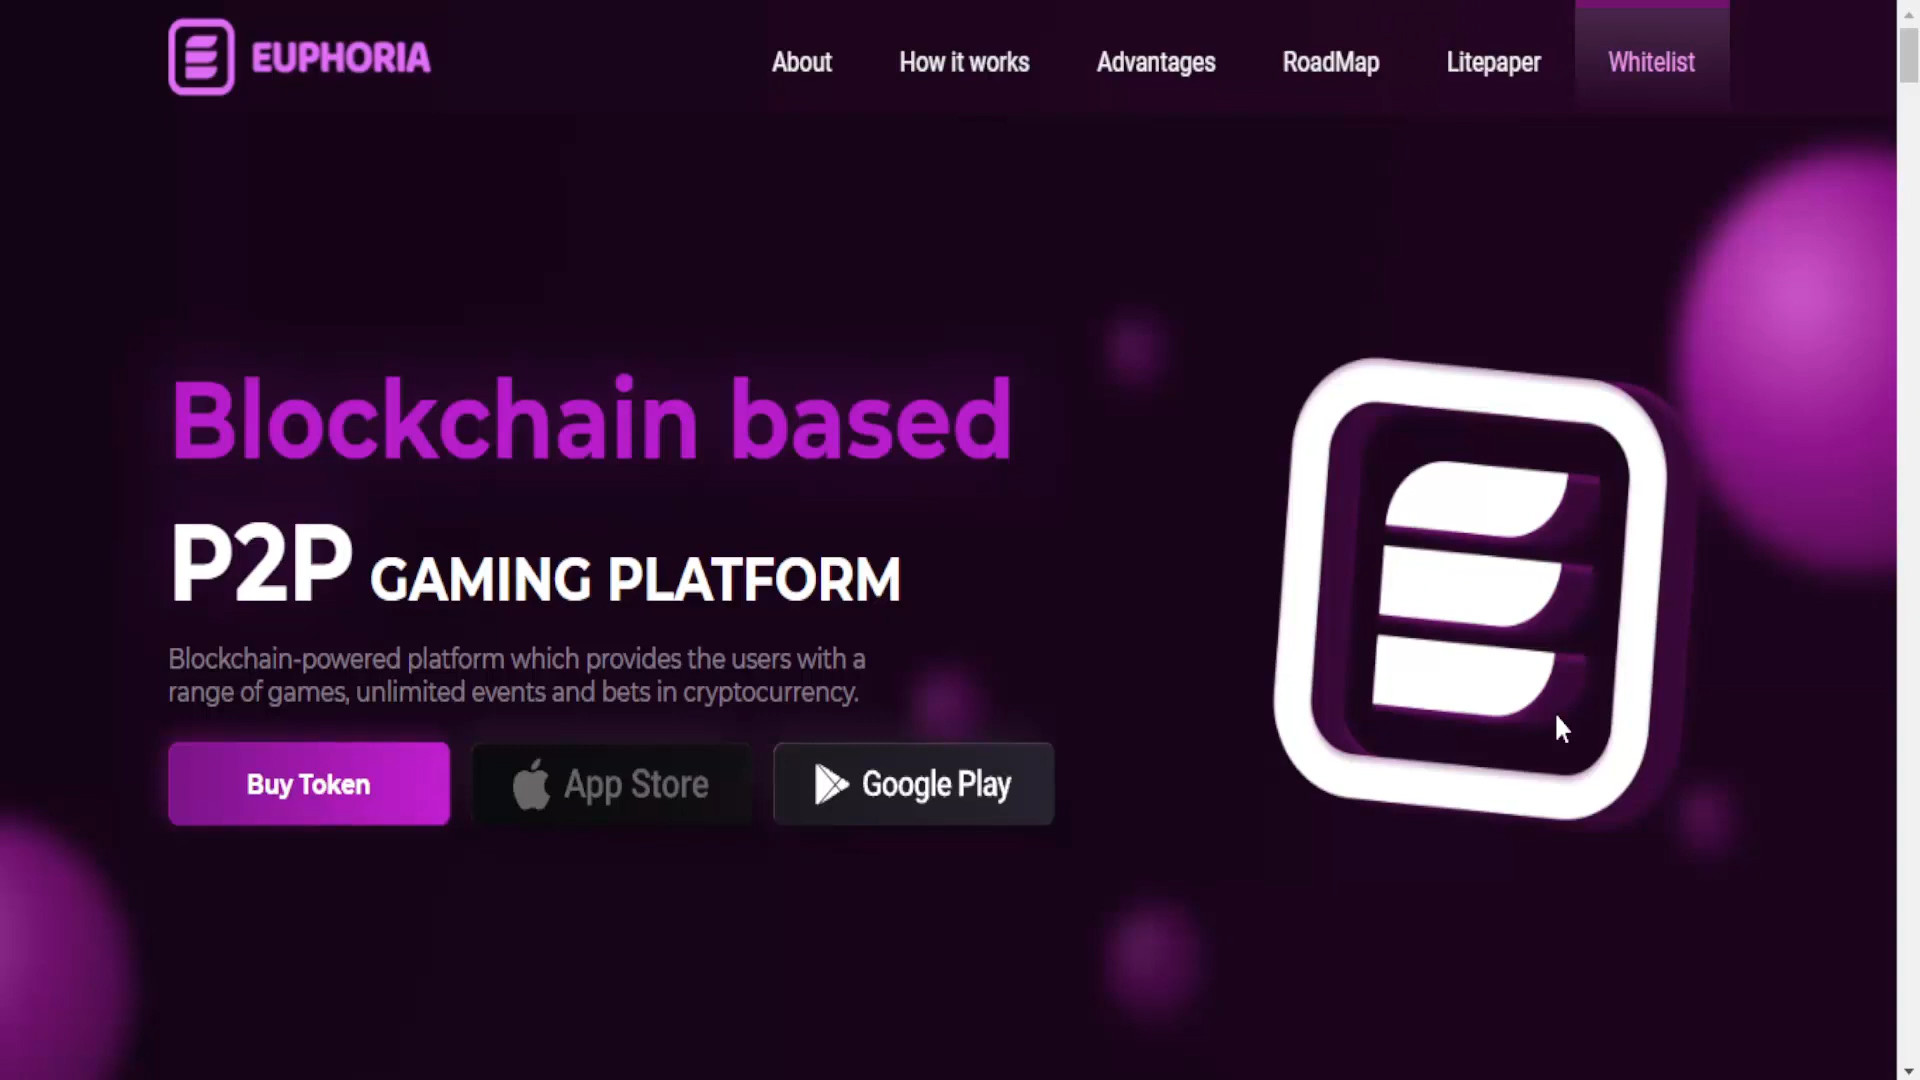 EUPHORIA
About How it works Advantages RoadMap Litepaper Whitelist
Blockchain based
P2P GAMING PLATFORM
Blockchain-powered platform which provides the users with a
range of games, unlimited events and bets in cryptocurrency.
Buy Token App Store Google Play